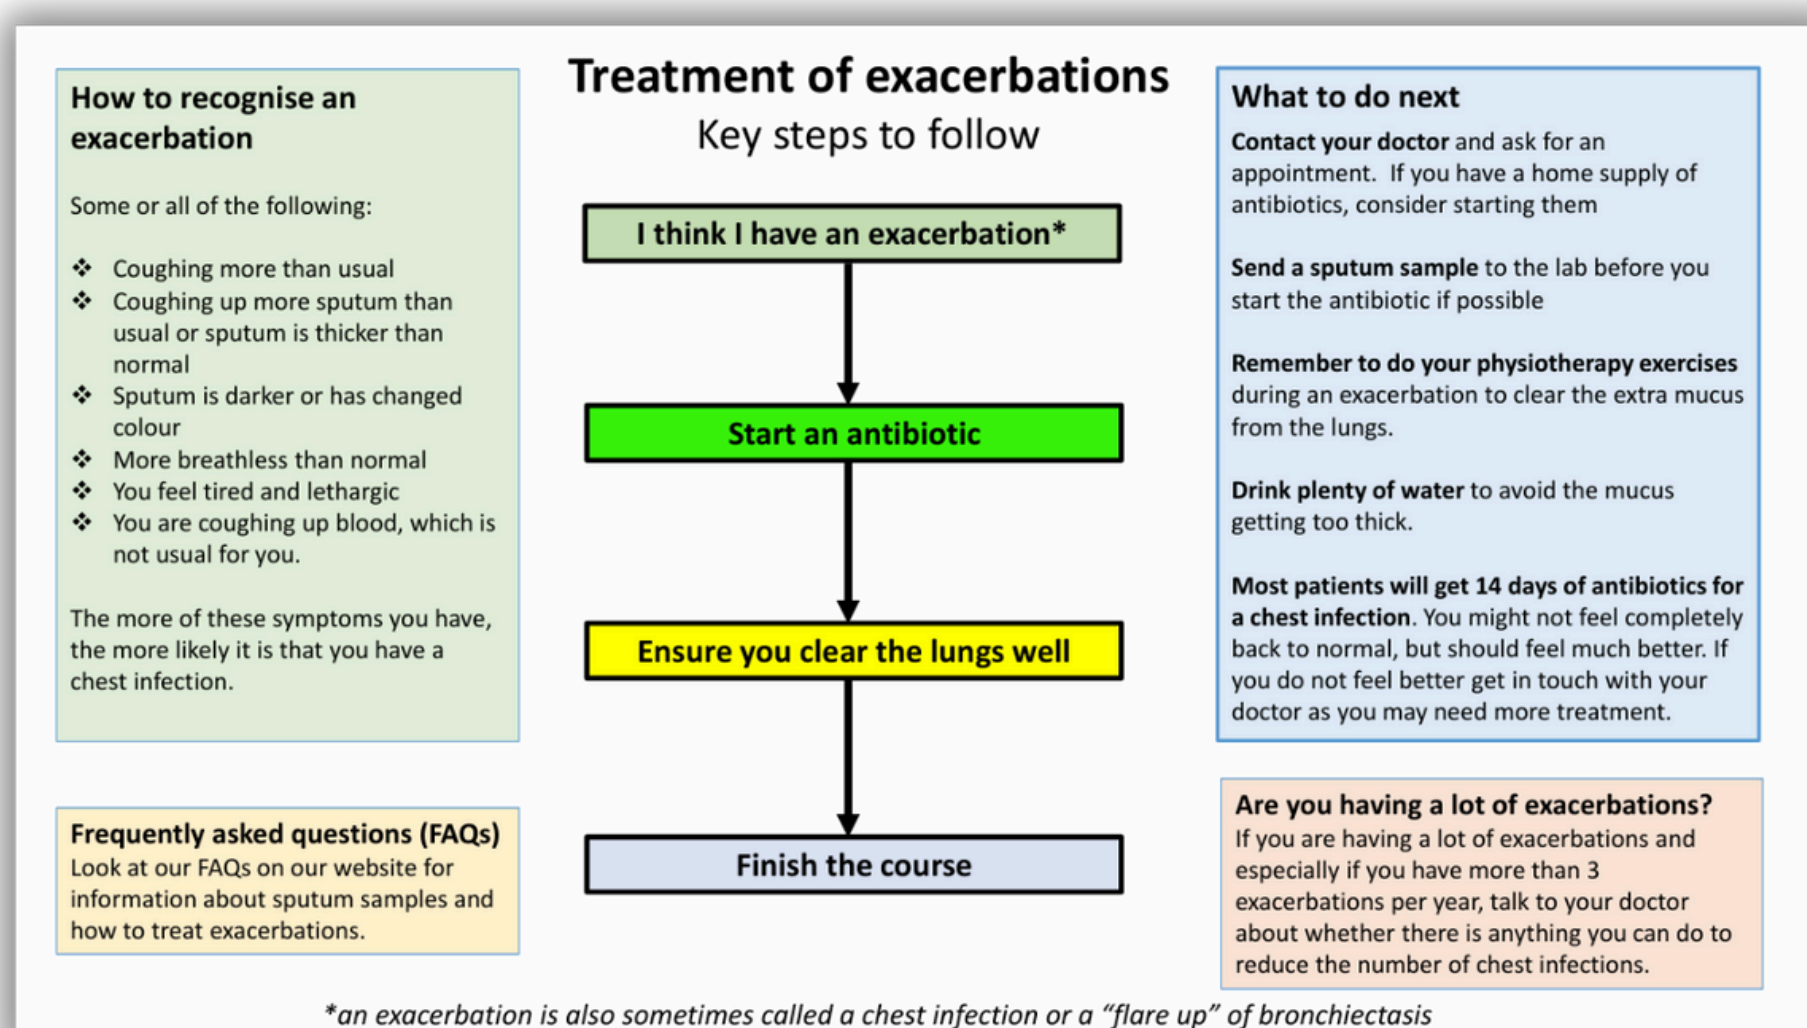 Treatment of exacerbations
Key steps to follow
How to recognise an
exacerbation
Some or all of the following:
❖ Coughing more than usual
❖ Coughing up more sputum than
usual or sputum is thicker than
normal
❖ Sputum is darker or has changed
colour
❖ More breathless than normal
❖ You feel tired and lethargic
❖ You are coughing up blood, which is
not usual for you.
The more of these symptoms you have,
the more likely it is that you have a
chest infection.
Frequently asked questions (FAQs)
Look at our FAQs on our website for
information about sputum samples and
how to treat exacerbations.
I think I have an exacerbation*
Start an antibiotic
Ensure you clear the lungs well
Finish the course
What to do next
Contact your doctor and ask for an
appointment. If you have a home supply of
antibiotics, consider starting them
Send a sputum sample to the lab before you
start the antibiotic if possible
Remember to do your physiotherapy exercises
during an exacerbation to clear the extra mucus
from the lungs.
Drink plenty of water to avoid the mucus
getting too thick.
Most patients will get 14 days of antibiotics for
a chest infection. You might not feel completely
back to normal, but should feel much better. If
you do not feel better get in touch with your
doctor as you may need more treatment.
Are you having a lot of exacerbations?
If you are having a lot of exacerbations and
especially if you have more than 3
exacerbations per year, talk to your doctor
about whether there is anything you can do to
reduce the number of chest infections.
*an exacerbation is also sometimes called a chest infection or a “flare up” of bronchiectasis